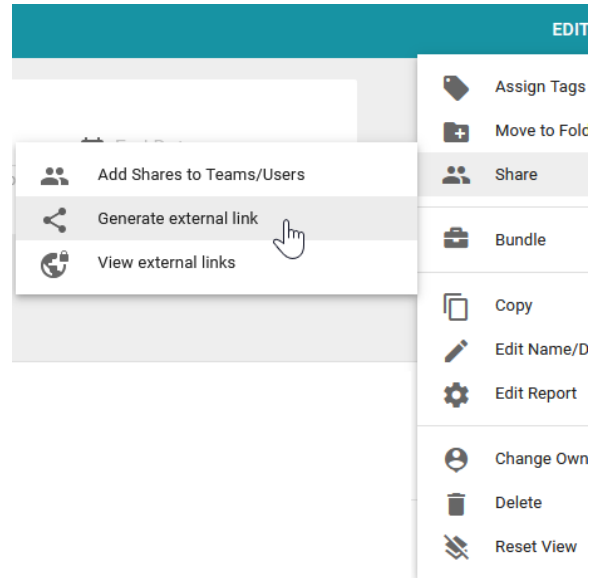 EDIT
Assign Tags
Move to Fold
Share
Add Shares to Teams/Users
Generate external link
View external links
Bundle
Copy
Edit Name/D
Edit Report
Change Own
Delete
Reset View